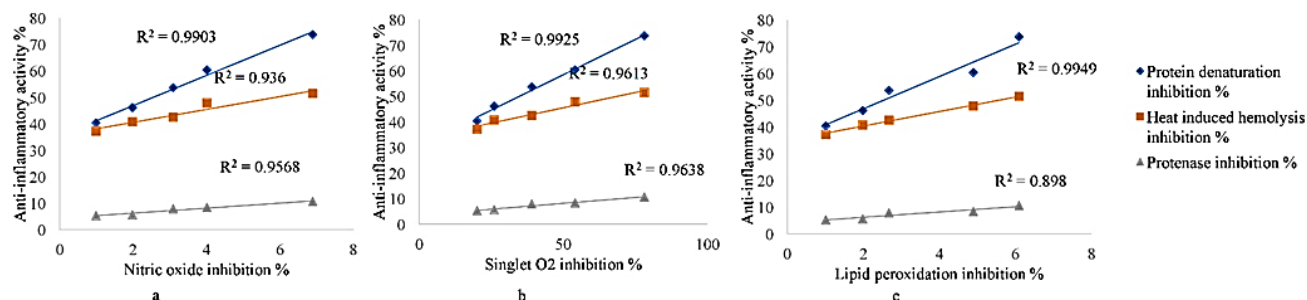 Anti-inflammatory activity %
80
70
60
50
40
30
20
10
0
R² = 0.9903
R² = 0.936
R² = 0.9568
0
2
4
6
8
Nitric oxide inhibition %
a
Anti-inflammatory activity %
80
70
60
50
40
30
20
10
0
R² = 0.9925
R² = 0.9613
R² = 0.9638
0
50
100
Singlet O2 inhibition %
b
Anti-inflammatory activity %
80
70
60
50
40
30
20
10
0
R² = 0.9949
R² = 0.898
0
2
4
6
8
Lipid peroxidation inhibition %
c
Protein denaturation
inhibition %
Heat induced hemolysis
inhibition %
Protenase inhibition %